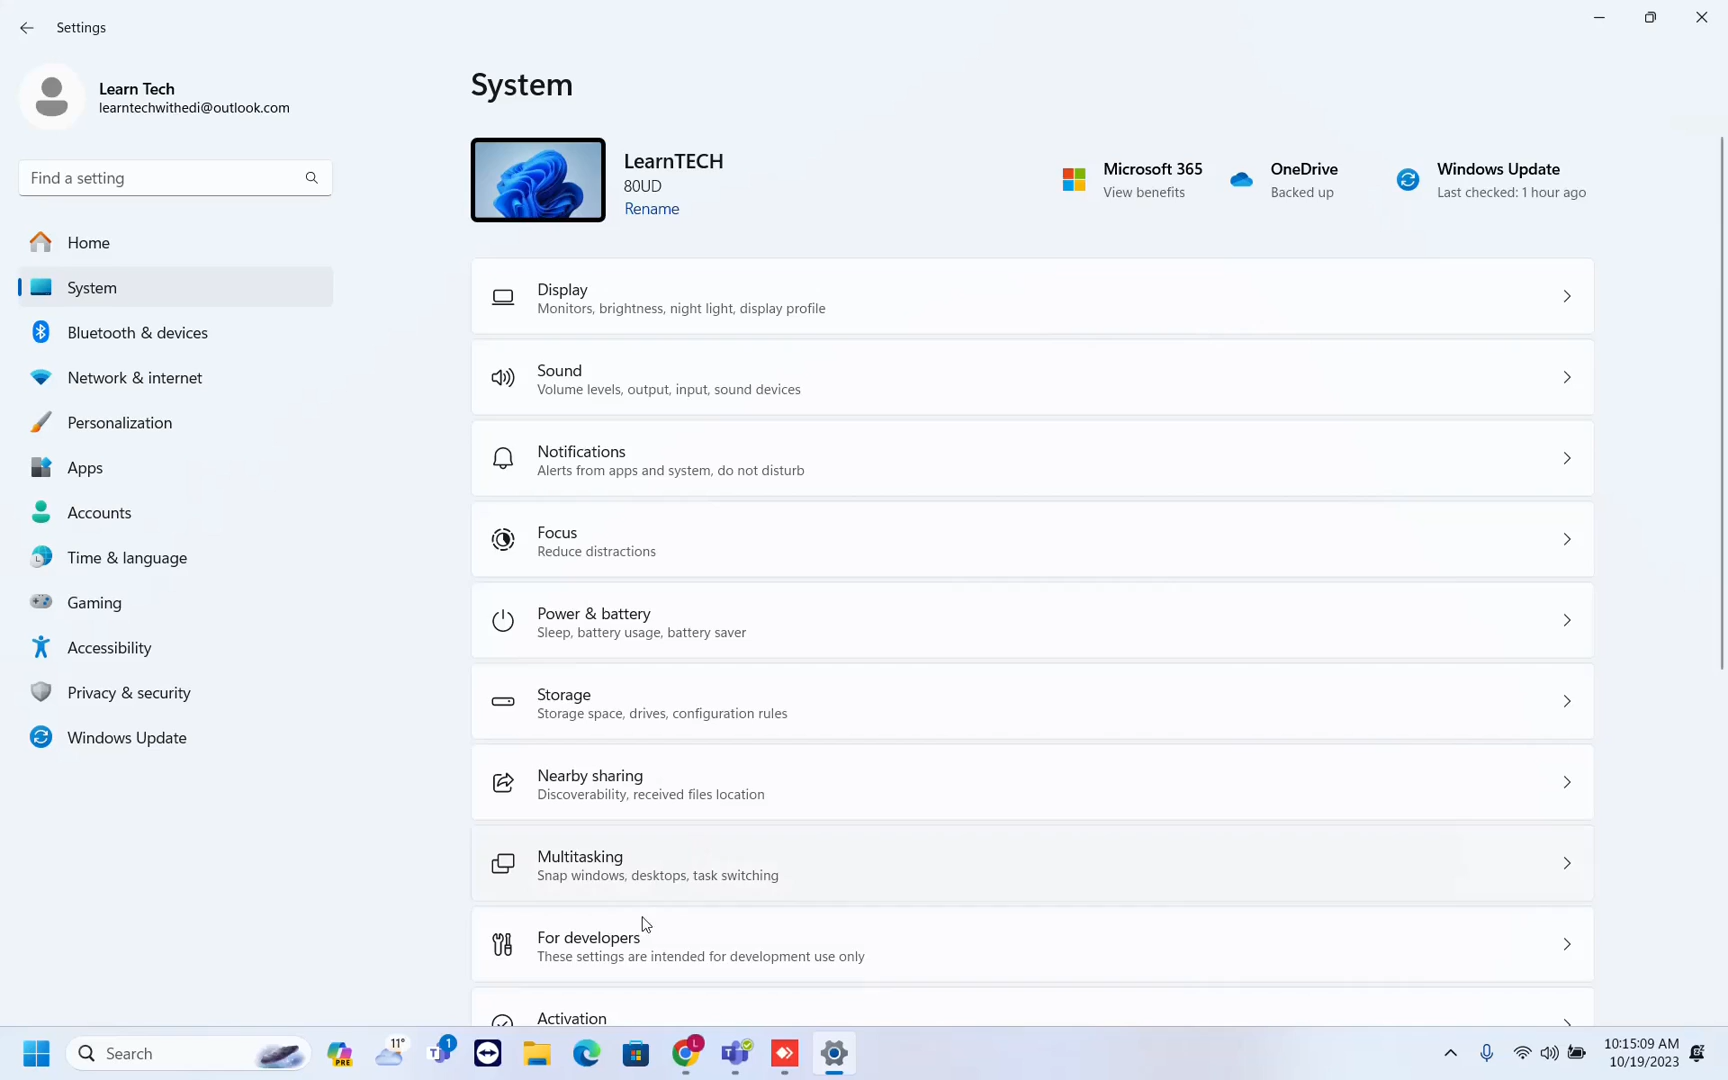 Settings
Learn Tech
learntechwithedi@outlook.com
Find a setting
Home
System
Bluetooth & devices
Network & internet
Personalization
Apps
Accounts
Time & language
Gaming
Accessibility
Privacy & security
Windows Update
System
LearnTECH
80UD
Rename
Microsoft 365
View benefits
OneDrive
Backed up
Windows Update
Last checked: 1 hour ago
Display
Monitors, brightness, night light, display profile
Sound
Volume levels, output, input, sound devices
Notifications
Alerts from apps and system, do not disturb
Focus
Reduce distractions
Power & battery
Sleep, battery usage, battery saver
Storage
Storage space, drives, configuration rules
Nearby sharing
Discoverability, received files location
Multitasking
Snap windows, desktops, task switching
For developers
These settings are intended for development use only
Activation
Search
PRE
11°
1
L
10:15:09 AM
10/19/2023